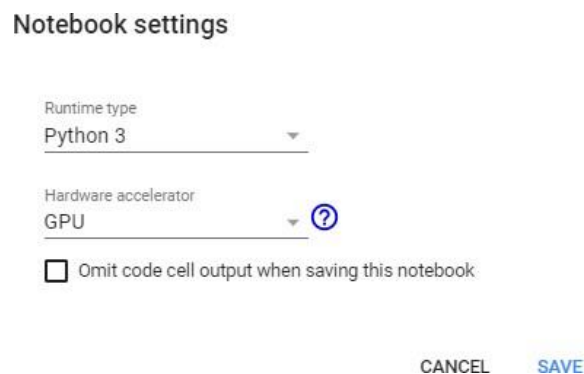 Notebook settings
Runtime type
Python 3
Hardware accelerator
GPU
Omit code cell output when saving this notebook
CANCEL SAVE